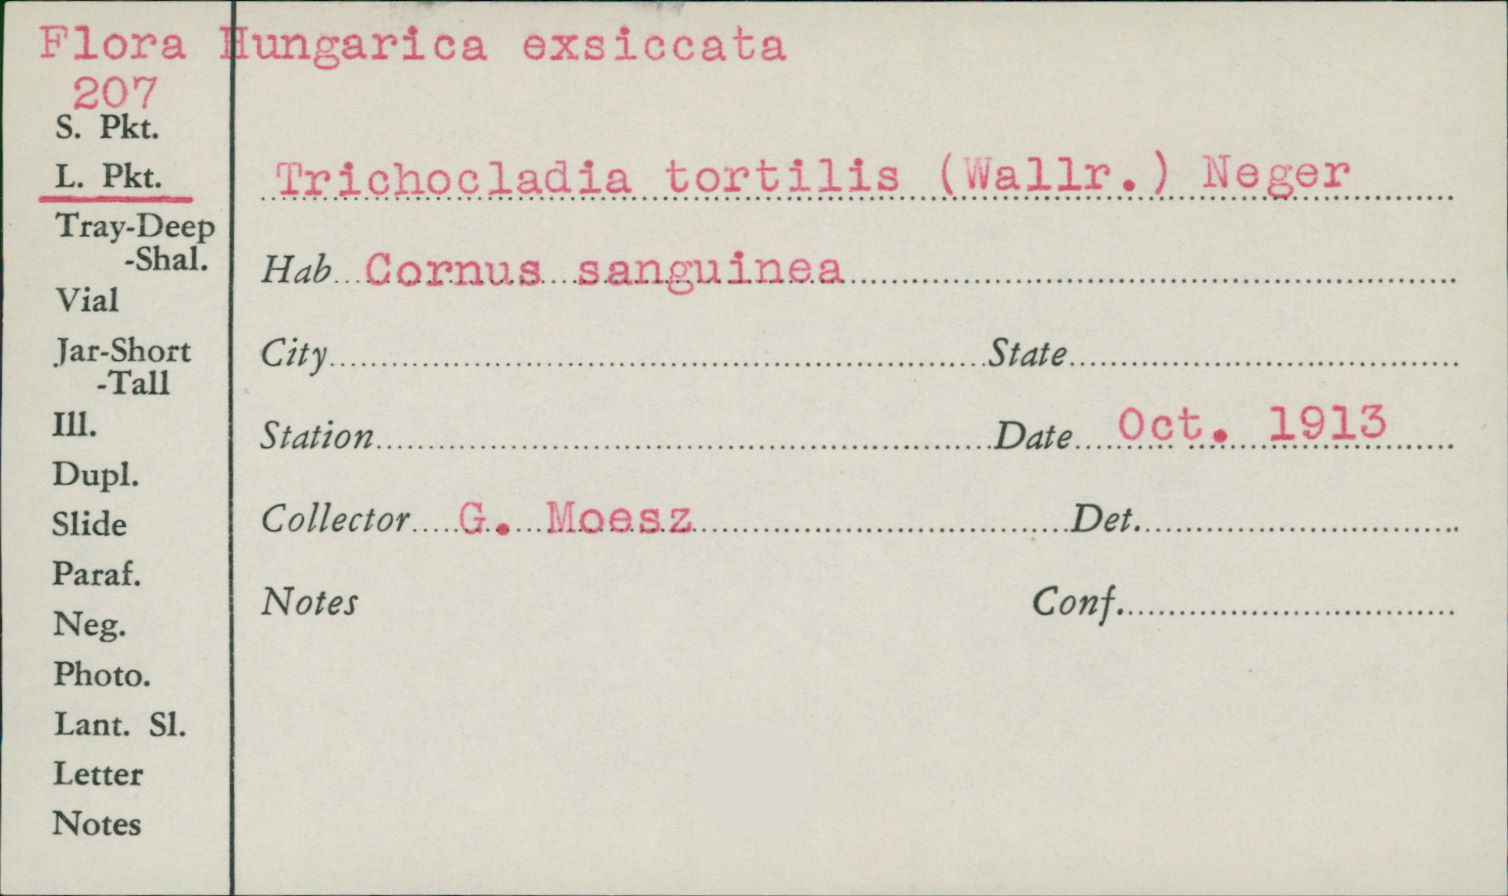 Flora Hungarica exsiccata
207
S. Pkt.
L. Pkt.
Trichocladia tortilis (Wallr.) Neger
Tray-Deep
-Shal.
Hab. Cornus sanguinea
Vial
Jar-Short
-Tall
City State
Ill.
Station Date Oct. 1913
Dupl.
Slide
Collector G. Moesz Det.
Paraf.
Notes Conf.
Neg.
Photo.
Lant. Sl.
Letter
Notes